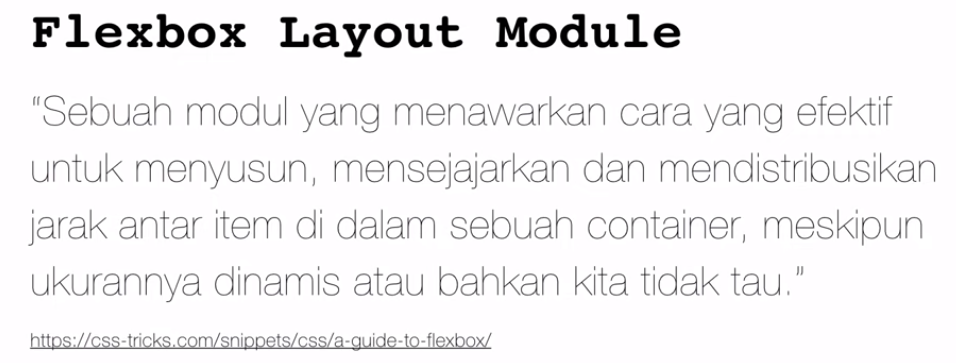 Flexbox Layout Module
"Sebuah modul yang menawarkan cara yang efektif
untuk menyusun, mensejajarkan dan mendistribusikan
jarak antar item di dalam sebuah container, meskipun
ukurannya dinamis atau bahkan kita tidak tau."
https://css-tricks.com/snippets/css/a-guide-to-flexbox/